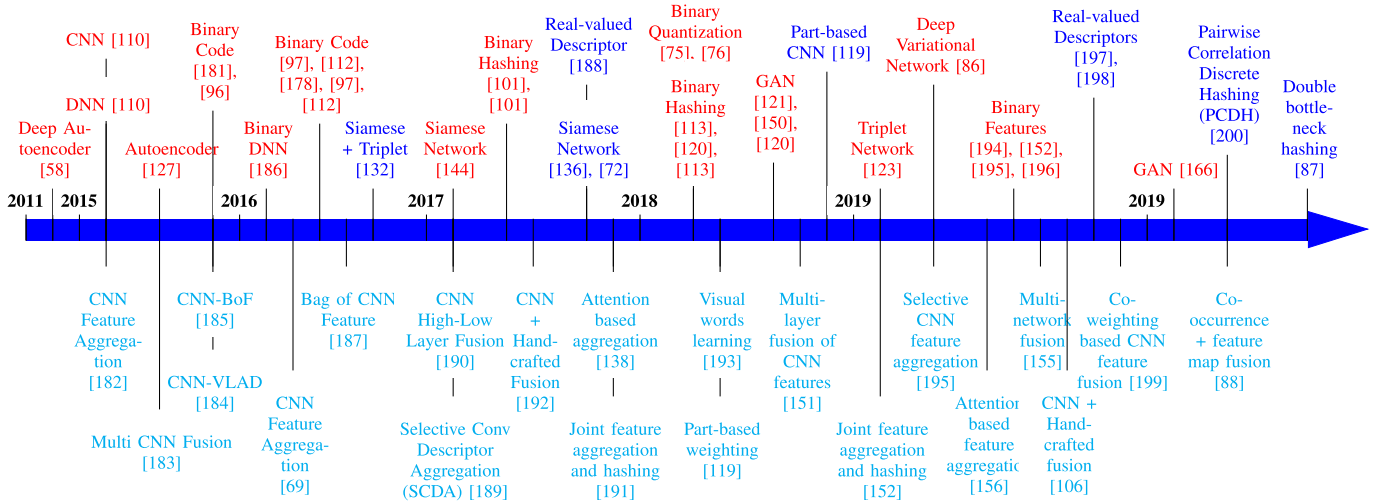 CNN [110]
DNN [110]
Deep Au-
toencoder
[58]
Autoencoder
[127]
Binary
Code
[181],
[96]
Binary
DNN
[186]
Binary Code
[97], [112],
[178], [97],
[112]
Siamese
+ Triplet
[132]
Siamese
Network
[144]
Binary
Hashing
[101],
[101]
Real-valued
Descriptor
[188]
Siamese
Network
[136], [72]
Binary
Quantization
[75], [76]
Binary
Hashing
[113],
[120],
[113]
GAN
[121],
[150],
[120]
Part-based
CNN [119]
Triplet
Network
[123]
Deep
Variational
Network [86]
Binary
Features
[194], [152],
[195], [196]
Real-valued
Descriptors
[197],
[198]
GAN [166]
Pairwise
Correlation
Discrete
Hashing
(PCDH)
[200]
Double
bottle-
neck
hashing
[87]
2011 2015 2016 2017 2018 2019 2019
CNN
Feature
Aggrega-
tion
[182]
Multi CNN Fusion
[183]
CNN-BoF
[185]
CNN-VLAD
[184]
CNN
Feature
Aggrega-
tion
[69]
Bag of CNN
Feature
[187]
CNN
High-Low
Layer Fusion
[190]
Selective Conv
Descriptor
Aggregation
(SCDA) [189]
CNN
+
Hand-
crafted
Fusion
[192]
Attention
based
aggregation
[138]
Joint feature
aggregation
and hashing
[191]
Visual
words
learning
[193]
Part-based
weighting
[119]
Multi-
layer
fusion of
CNN
features
[151]
Joint feature
aggregation
and hashing
[152]
Selective
CNN
feature
aggregation
[195]
Attention
based
feature
aggregatic
[156]
Multi-
network
fusion
[155]
CNN +
Hand-
crafted
fusion
[106]
Co-
weighting
based CNN
feature
fusion [199]
Co-
occurrence
+ feature
map fusion
[88]